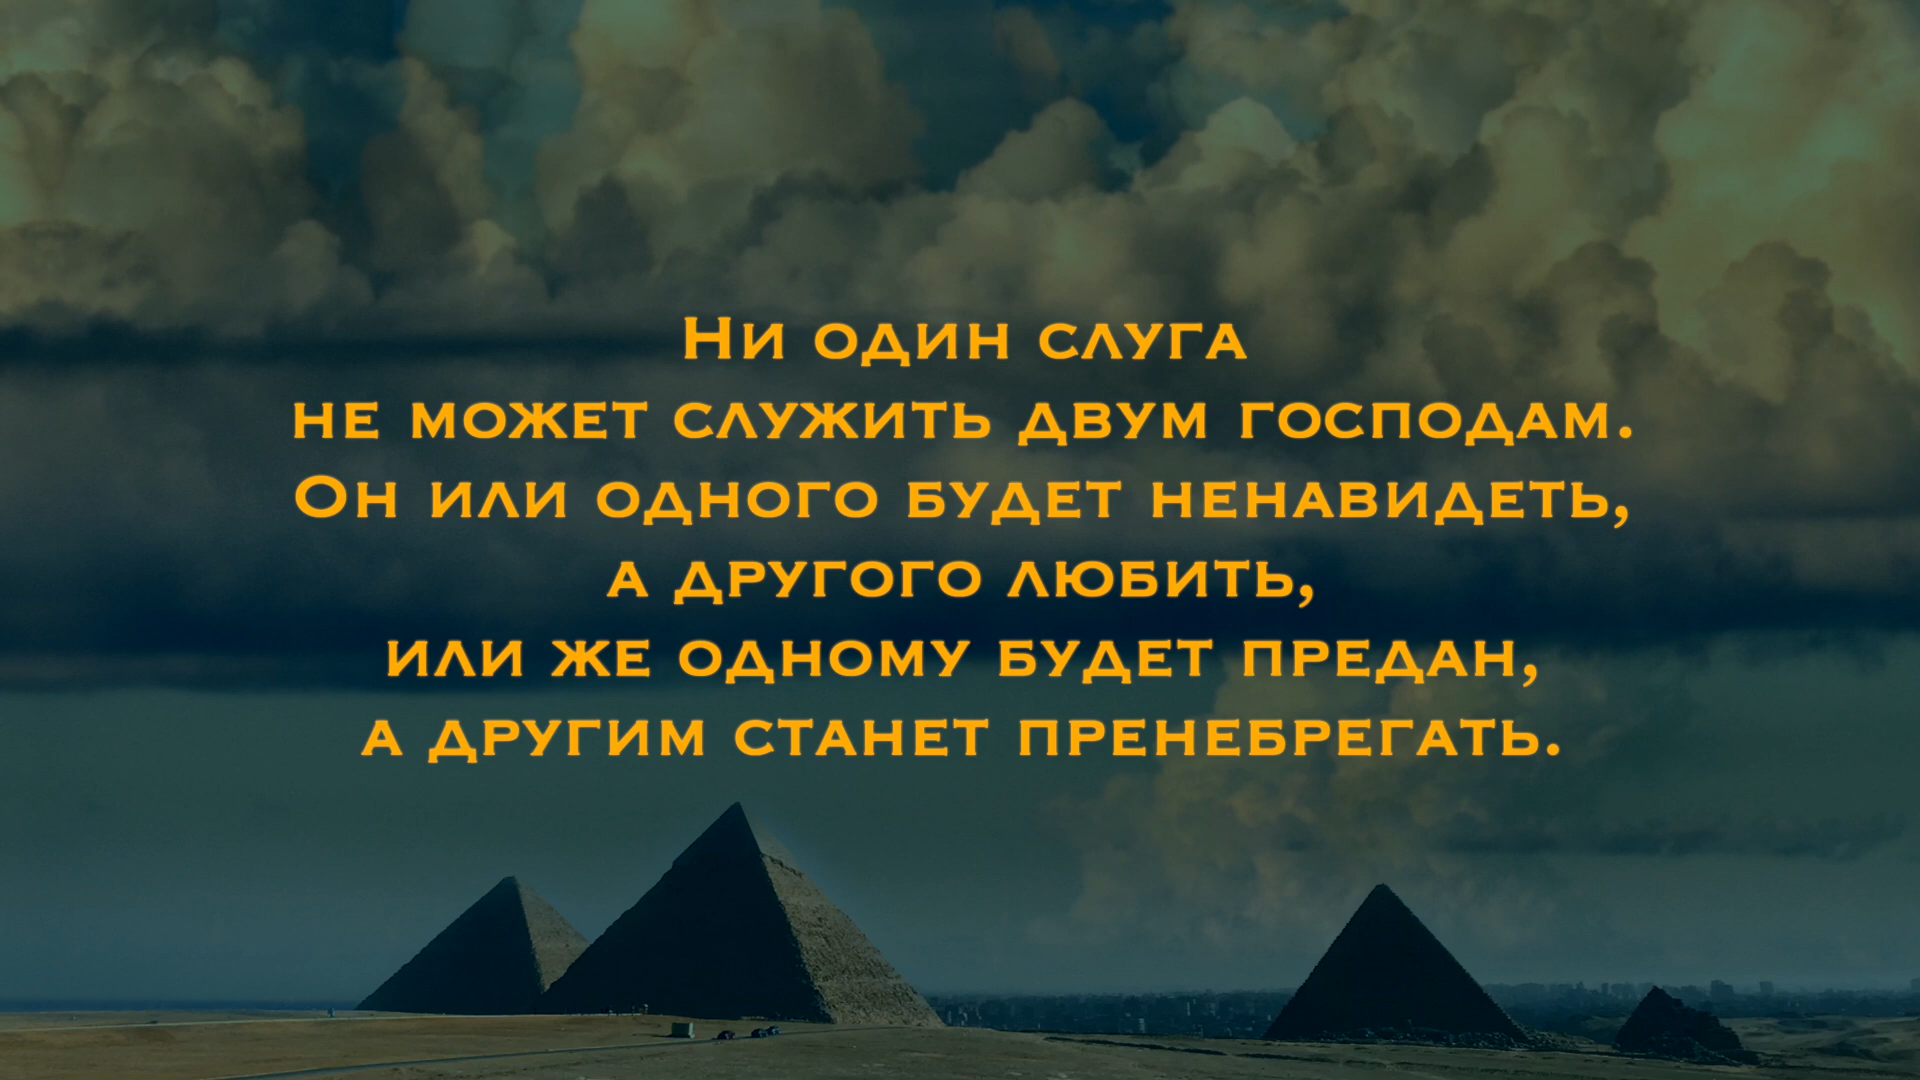 Ни один слуга
не может служить двум господам.
Он или одного будет ненавидеть,
а другого любить,
или же одному будет предан,
а другим станет пренебрегать.